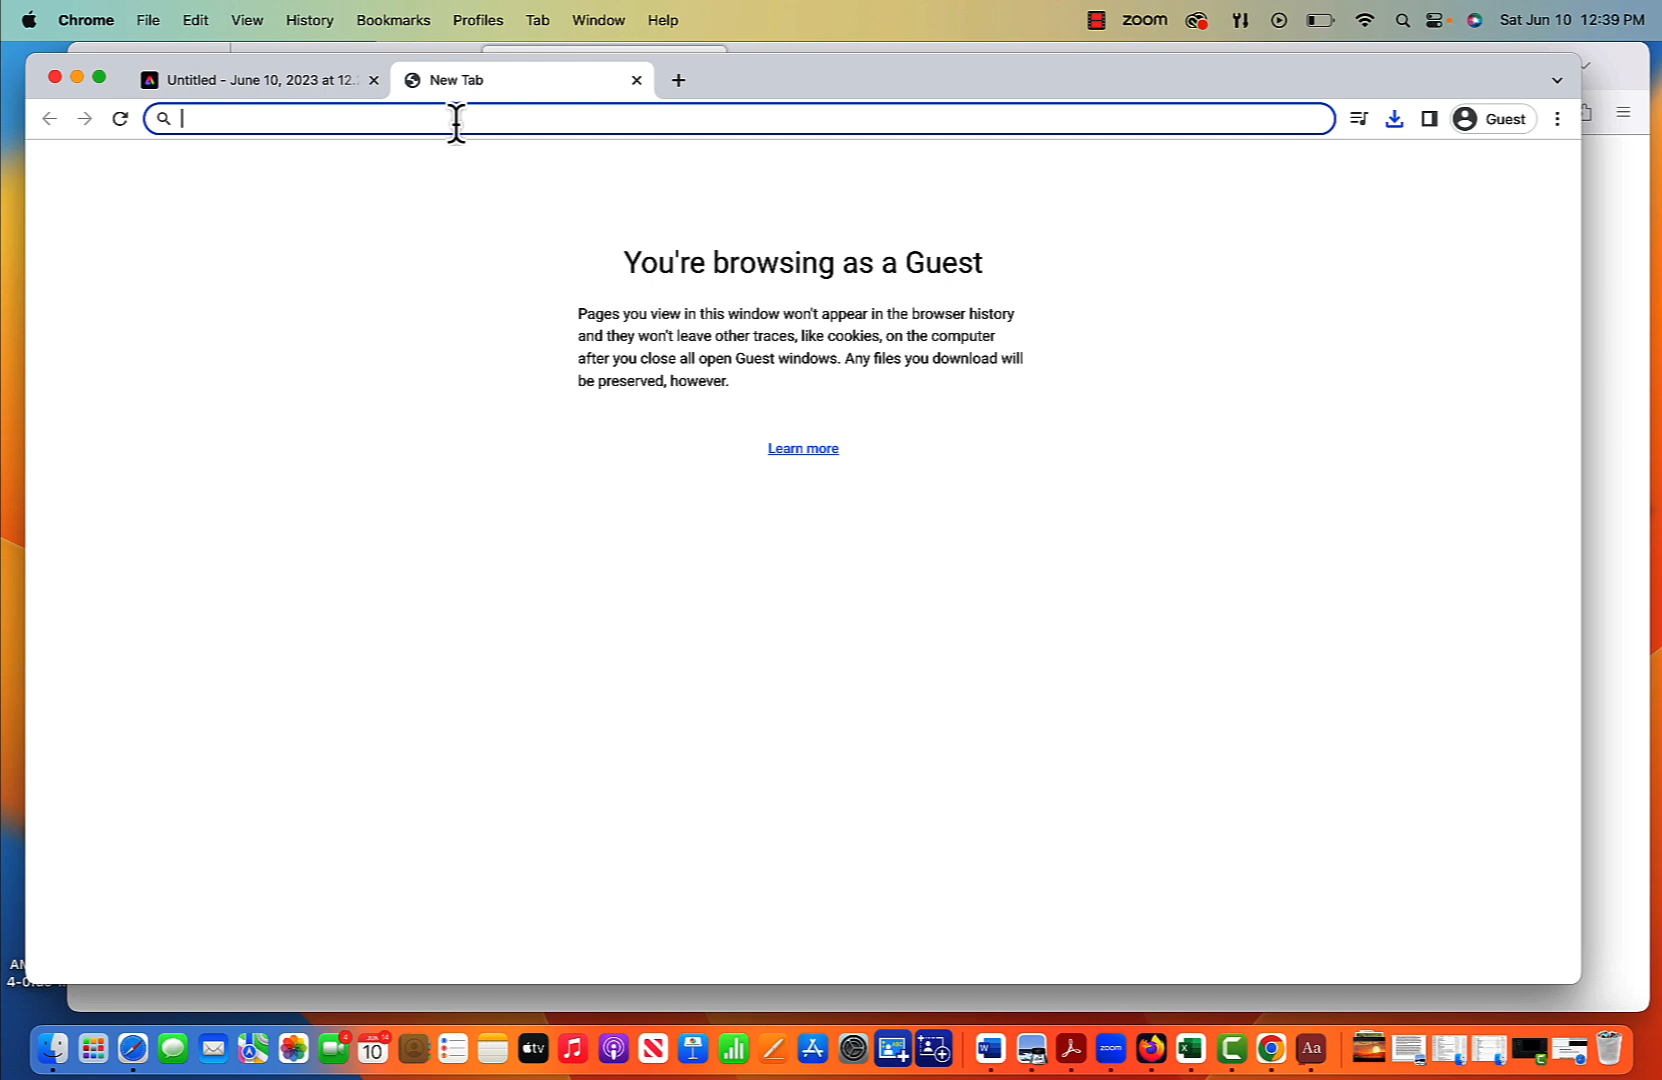 Chrome File Edit View History Bookmarks Profiles Tab Window Help zoom Sat Jun 10 12:39 PM
Untitled - June 10, 2023 at 12. New Tab
Guest
You're browsing as a Guest
Pages you view in this window won't appear in the browser history
and they won't leave other traces, like cookies, on the computer
after you close all open Guest windows. Any files you download will
be preserved, however.
Learn more
4 JUN 10 tv zoom Aa